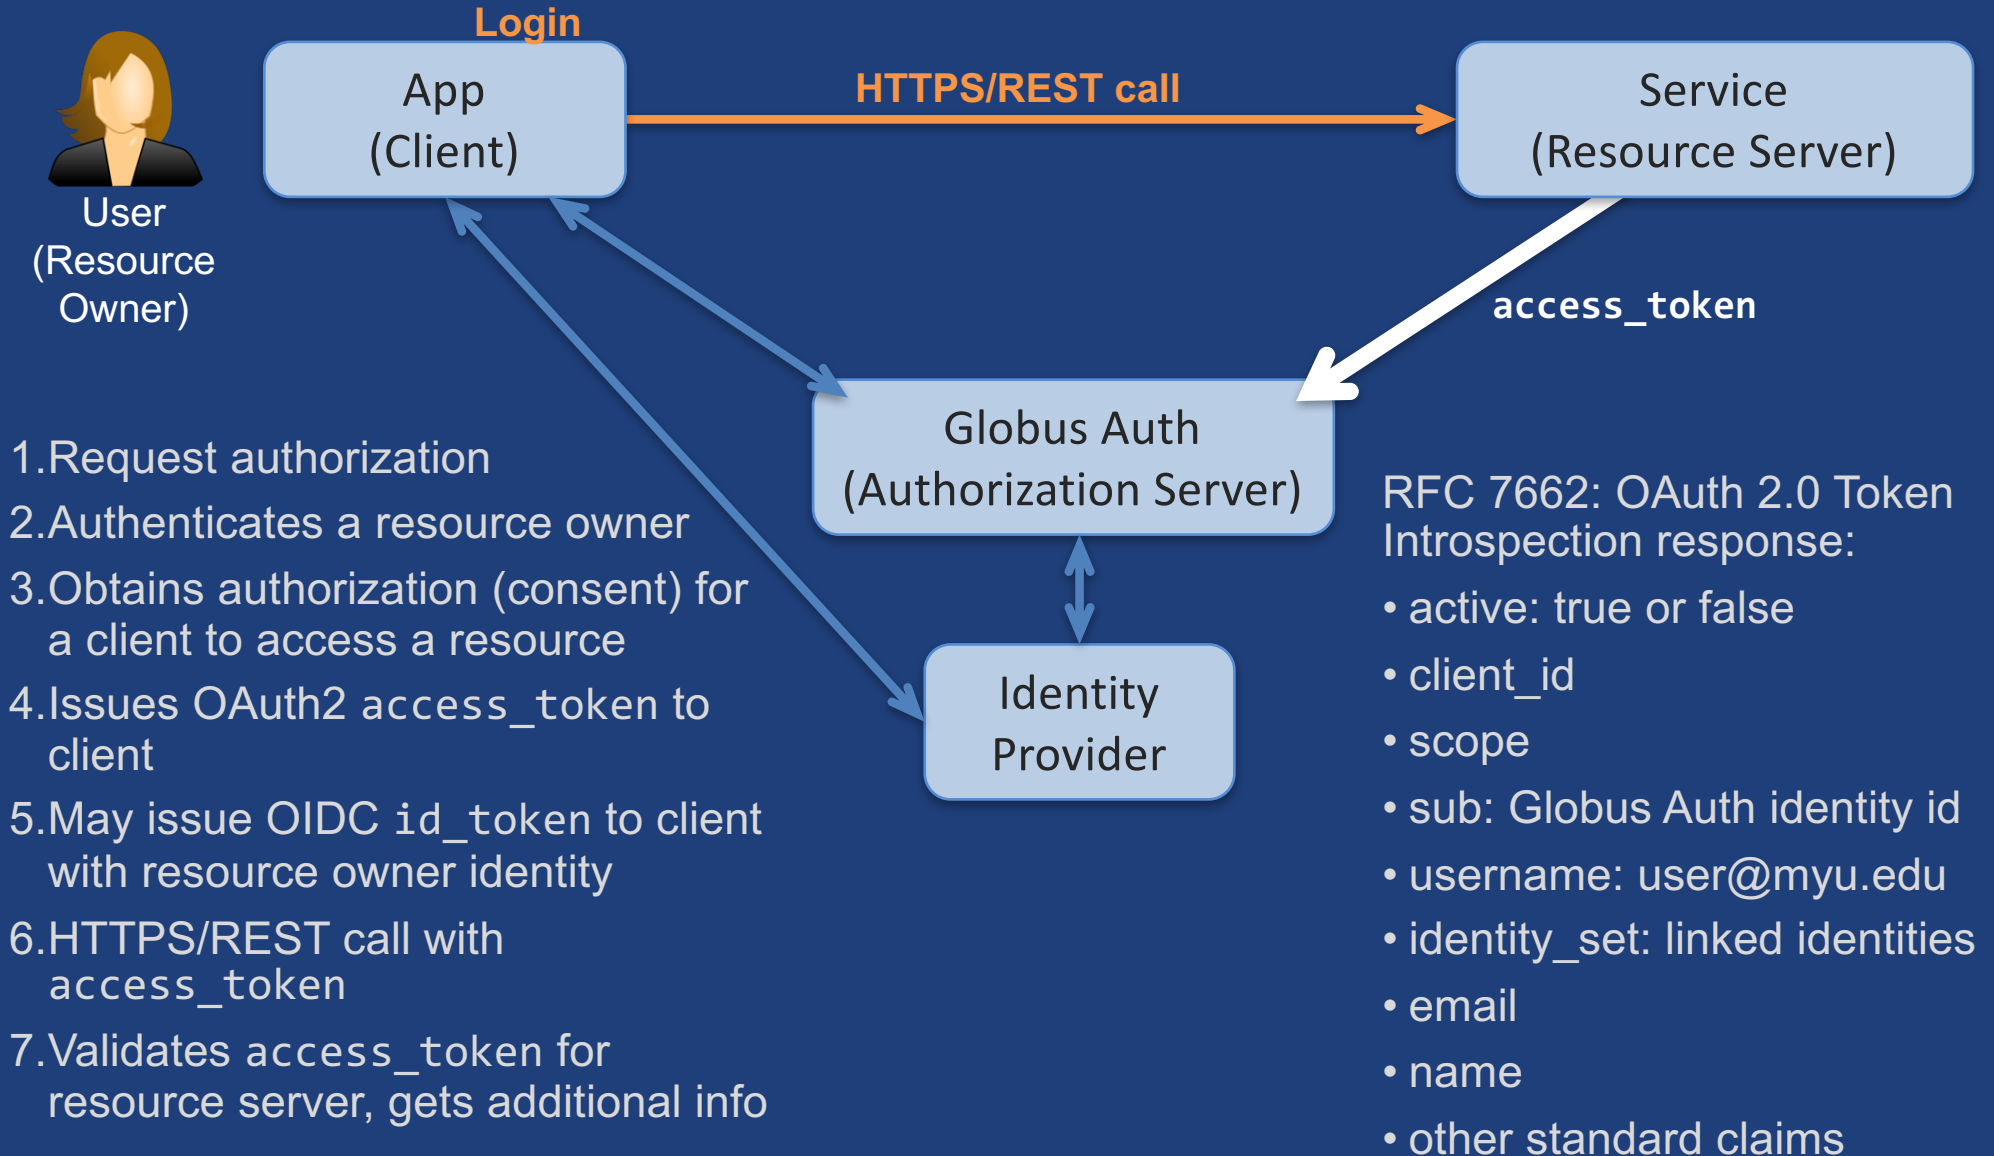 Login
App
(Client)
HTTPS/REST call
Service
(Resource Server)
User
(Resource
Owner)
access_token
Globus Auth
(Authorization Server)
Identity
Provider
1.Request authorization
2.Authenticates a resource owner
3.Obtains authorization (consent) for
a client to access a resource
4.Issues OAuth2 access_token to
client
5.May issue OIDC id_token to client
with resource owner identity
6.HTTPS/REST call with
access_token
7.Validates access_token for
resource server, gets additional info
RFC 7662: OAuth 2.0 Token
Introspection response:
• active: true or false
• client_id
• scope
• sub: Globus Auth identity id
• username: user@myu.edu
• identity_set: linked identities
• email
• name
• other standard claims